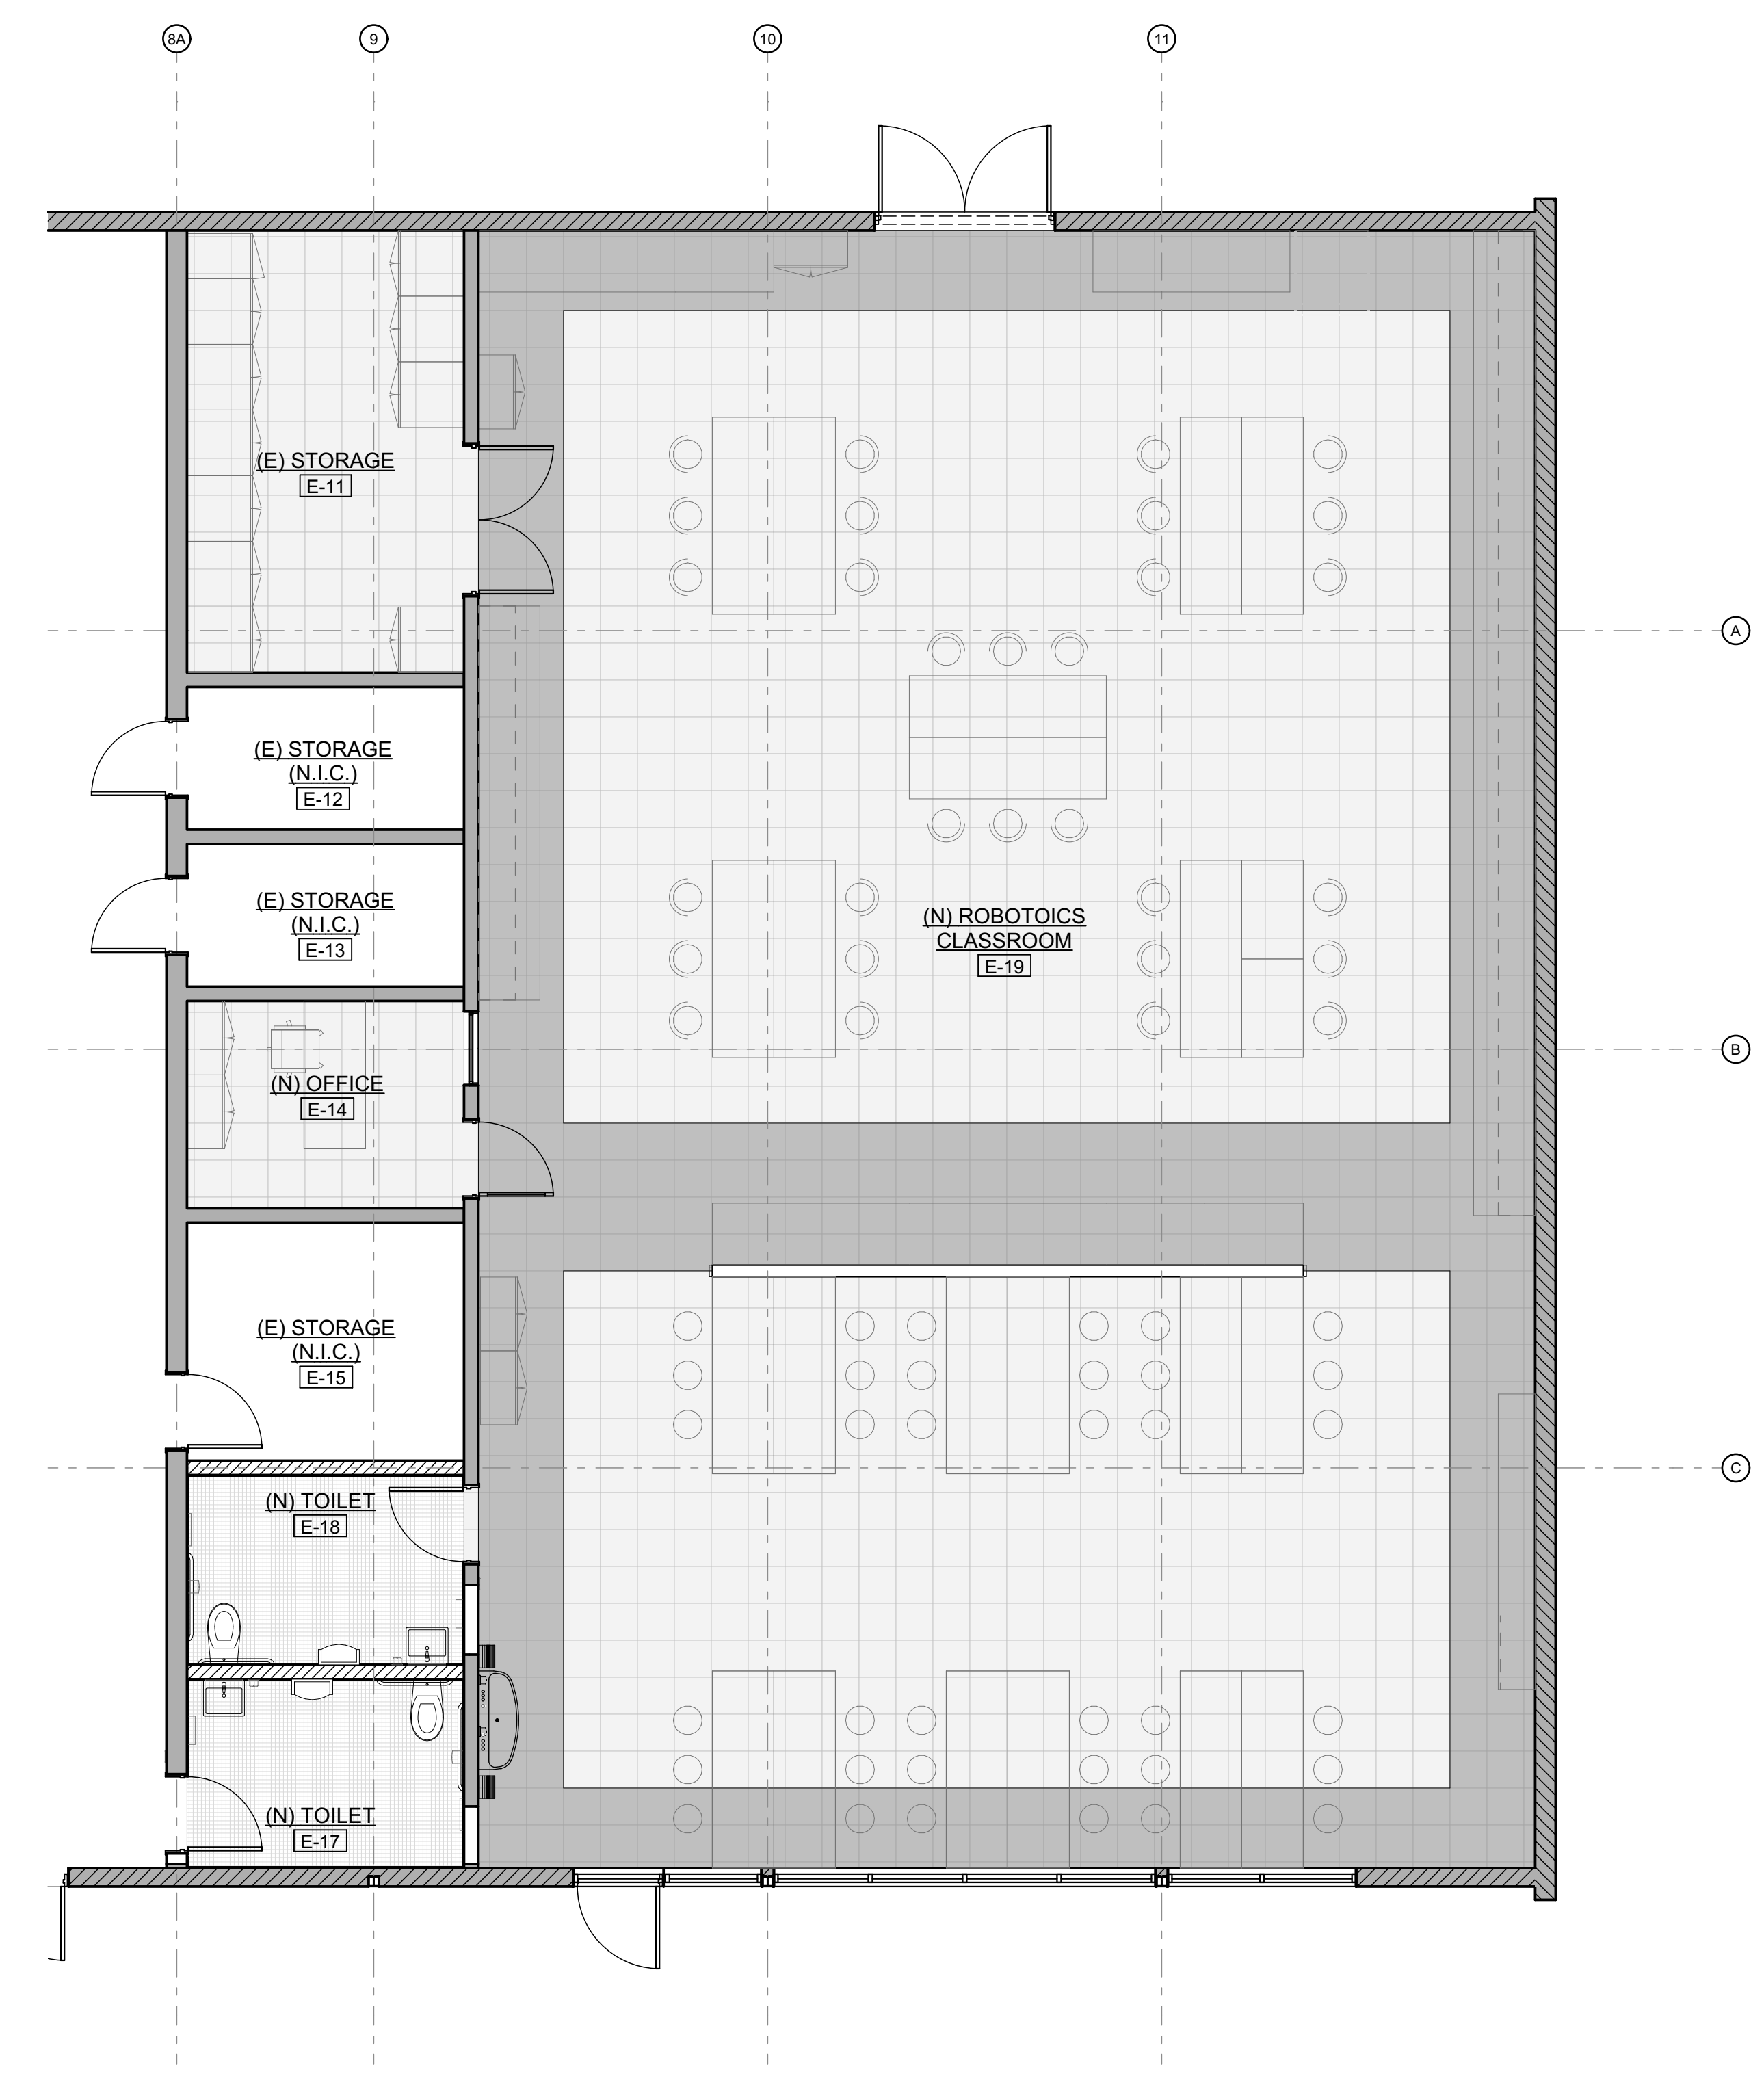 8A
9
10
11
(E) STORAGE
E-11
A
(E) STORAGE
(N.I.C.)
E-12
(E) STORAGE
(N.I.C.)
E-13
(N) ROBOTOICS
CLASSROOM
E-19
B
(N) OFFICE
E-14
(E) STORAGE
(N.I.C.)
E-15
C
(N) TOILET
E-18
(N) TOILET
E-17